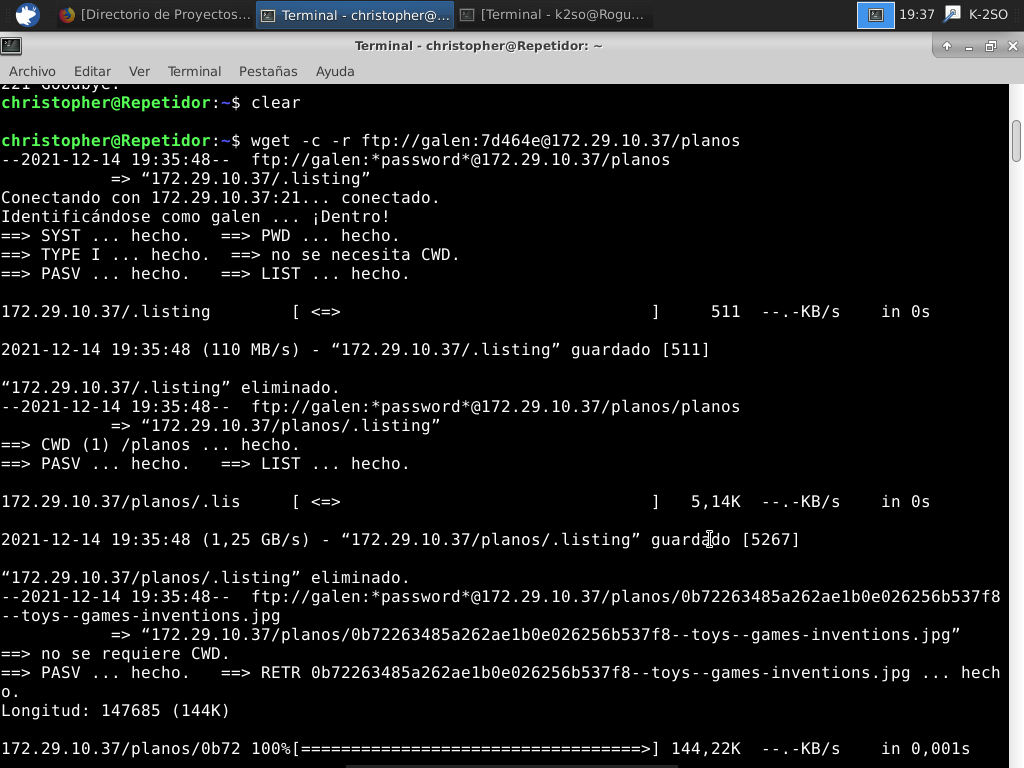 [Directorio de Proyectos...
Terminal - christopher@...
[Terminal - k2so@Rogu...
19:37
K-2SO
Terminal - christopher@Repetidor: ~
Archivo Editar Ver Terminal Pestañas Ayuda
221 Goodbye.
christopher@Repetidor:~$ clear
christopher@Repetidor:~$ wget -c -r ftp://galen:7d464e@172.29.10.37/planos
--2021-12-14 19:35:48--  ftp://galen:*password*@172.29.10.37/planos
           => “172.29.10.37/.listing”
Conectando con 172.29.10.37:21... conectado.
Identificándose como galen ... ¡Dentro!
==> SYST ... hecho.   ==> PWD ... hecho.
==> TYPE I ... hecho.  ==> no se necesita CWD.
==> PASV ... hecho.   ==> LIST ... hecho.
172.29.10.37/.listing        [ <=>                               ]     511  --.-KB/s    in 0s
2021-12-14 19:35:48 (110 MB/s) - “172.29.10.37/.listing” guardado [511]
“172.29.10.37/.listing” eliminado.
--2021-12-14 19:35:48--  ftp://galen:*password*@172.29.10.37/planos/planos
           => “172.29.10.37/planos/.listing”
==> CWD (1) /planos ... hecho.
==> PASV ... hecho.   ==> LIST ... hecho.
172.29.10.37/planos/.lis     [ <=>                               ]   5,14K  --.-KB/s    in 0s
2021-12-14 19:35:48 (1,25 GB/s) - “172.29.10.37/planos/.listing” guardado [5267]
“172.29.10.37/planos/.listing” eliminado.
--2021-12-14 19:35:48--  ftp://galen:*password*@172.29.10.37/planos/0b72263485a262ae1b0e026256b537f8
--toys--games-inventions.jpg
           => “172.29.10.37/planos/0b72263485a262ae1b0e026256b537f8--toys--games-inventions.jpg”
==> no se requiere CWD.
==> PASV ... hecho.   ==> RETR 0b72263485a262ae1b0e026256b537f8--toys--games-inventions.jpg ... hech
o.
Longitud: 147685 (144K)
172.29.10.37/planos/0b72 100%[==================================>] 144,22K  --.-KB/s    in 0,001s